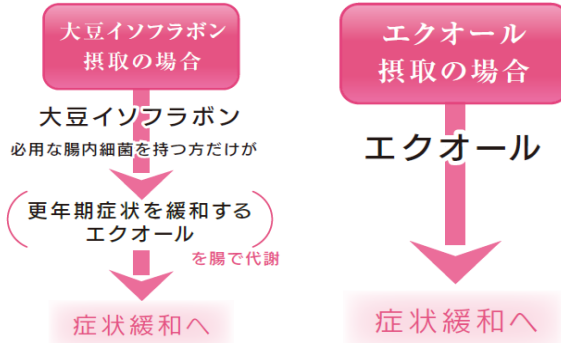 大豆イソフラボン
摂取の場合
大豆イソフラボン
必用な腸内細菌を持つ方だけが
更年期症状を緩和する
エクオール
を腸で代謝
症状緩和へ
エクオール
摂取の場合
エクオール
症状緩和へ